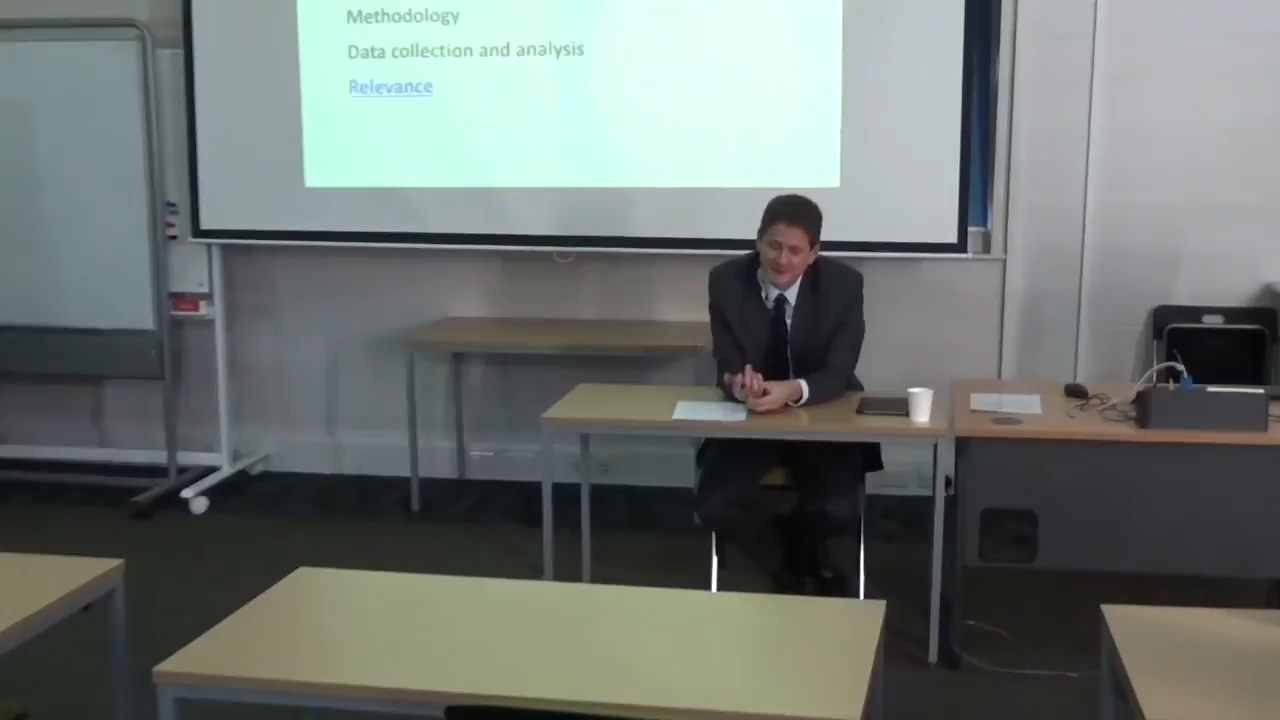 Methodology
Data collection and analysis
Relevance